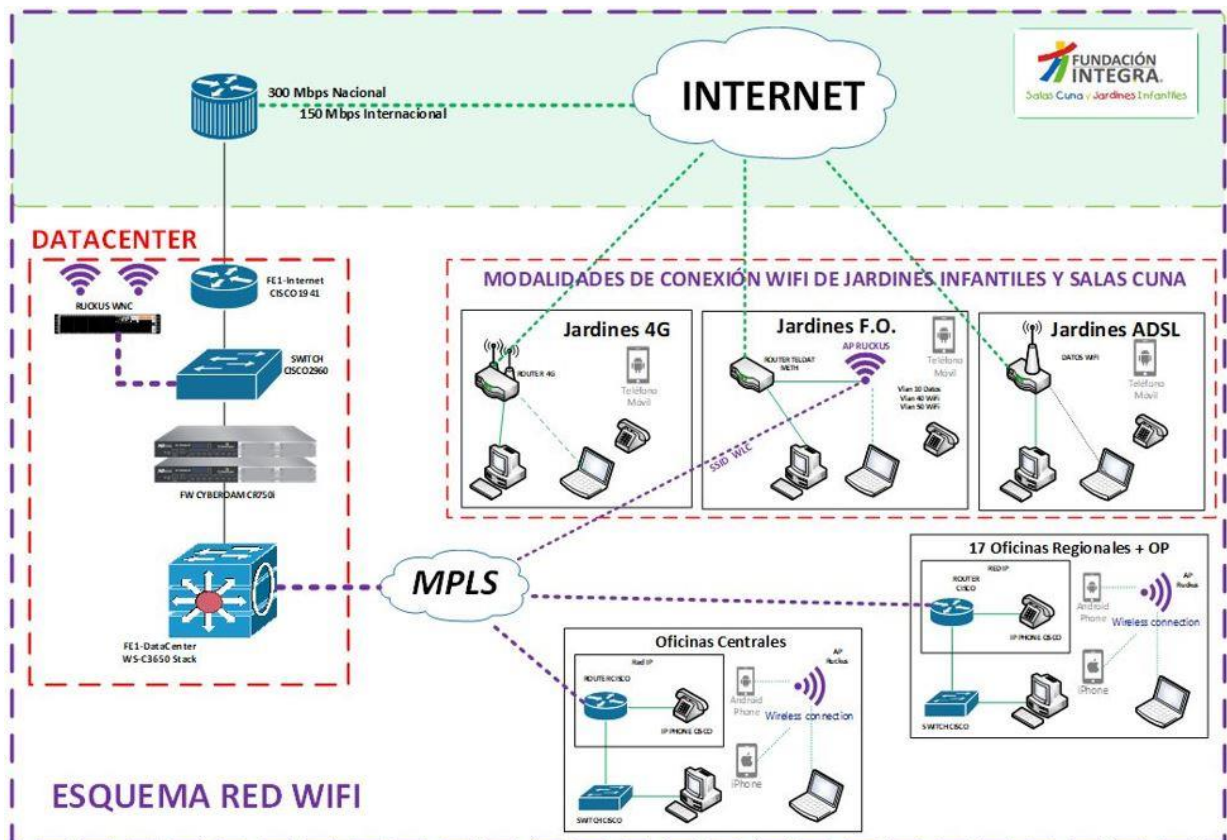 INTERNET
300 Mbps Nacional
150 Mbps Internacional
FUNDACIÓN
INTEGRA.
Salas Cuna y Jardines Infantiles
DATACENTER
RUCKUS WNC
FE1-Internet
CISCO1941
SWITCH
CISCO2960
FW CYBEROAM CR750i
FE1-DataCenter
WS-C3650 Stack
MODALIDADES DE CONEXIÓN WIFI DE JARDINES INFANTILES Y SALAS CUNA
Jardines 4G
ROUTER 4G
Teléfono
Móvil
Jardines F.O.
AP RUCKUS
ROUTER TELDAT
METH
Teléfono
Móvil
Vlan 10 Datos
Vlan 40 WiFi
Vlan 50 WiFi
SSID WLC
Jardines ADSL
DATOS WIFI
Teléfono
Móvil
MPLS
17 Oficinas Regionales + OP
RED IP
ROUTER
CISCO
IP PHONE CISCO
SWITCH CISCO
Android
Phone
AP
Ruckus
Wireless connection
iPhone
Oficinas Centrales
Red IP
ROUTER CISCO
IP PHONE CISCO
SWITCH CISCO
Android
Phone
AP
Ruckus
Wireless connection
iPhone
ESQUEMA RED WIFI